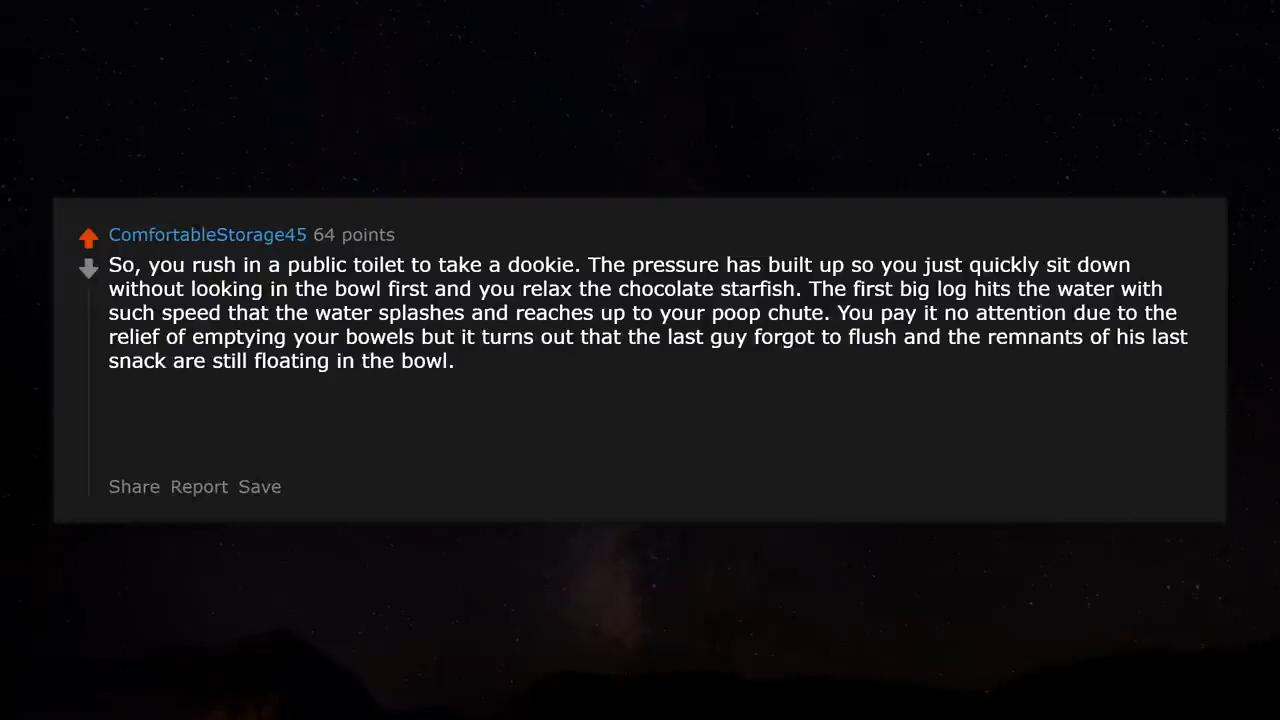 ComfortableStorage45 64 points
So, you rush in a public toilet to take a dookie. The pressure has built up so you just quickly sit down
without looking in the bowl first and you relax the chocolate starfish. The first big log hits the water with
such speed that the water splashes and reaches up to your poop chute. You pay it no attention due to the
relief of emptying your bowels but it turns out that the last guy forgot to flush and the remnants of his last
snack are still floating in the bowl.
Share Report Save